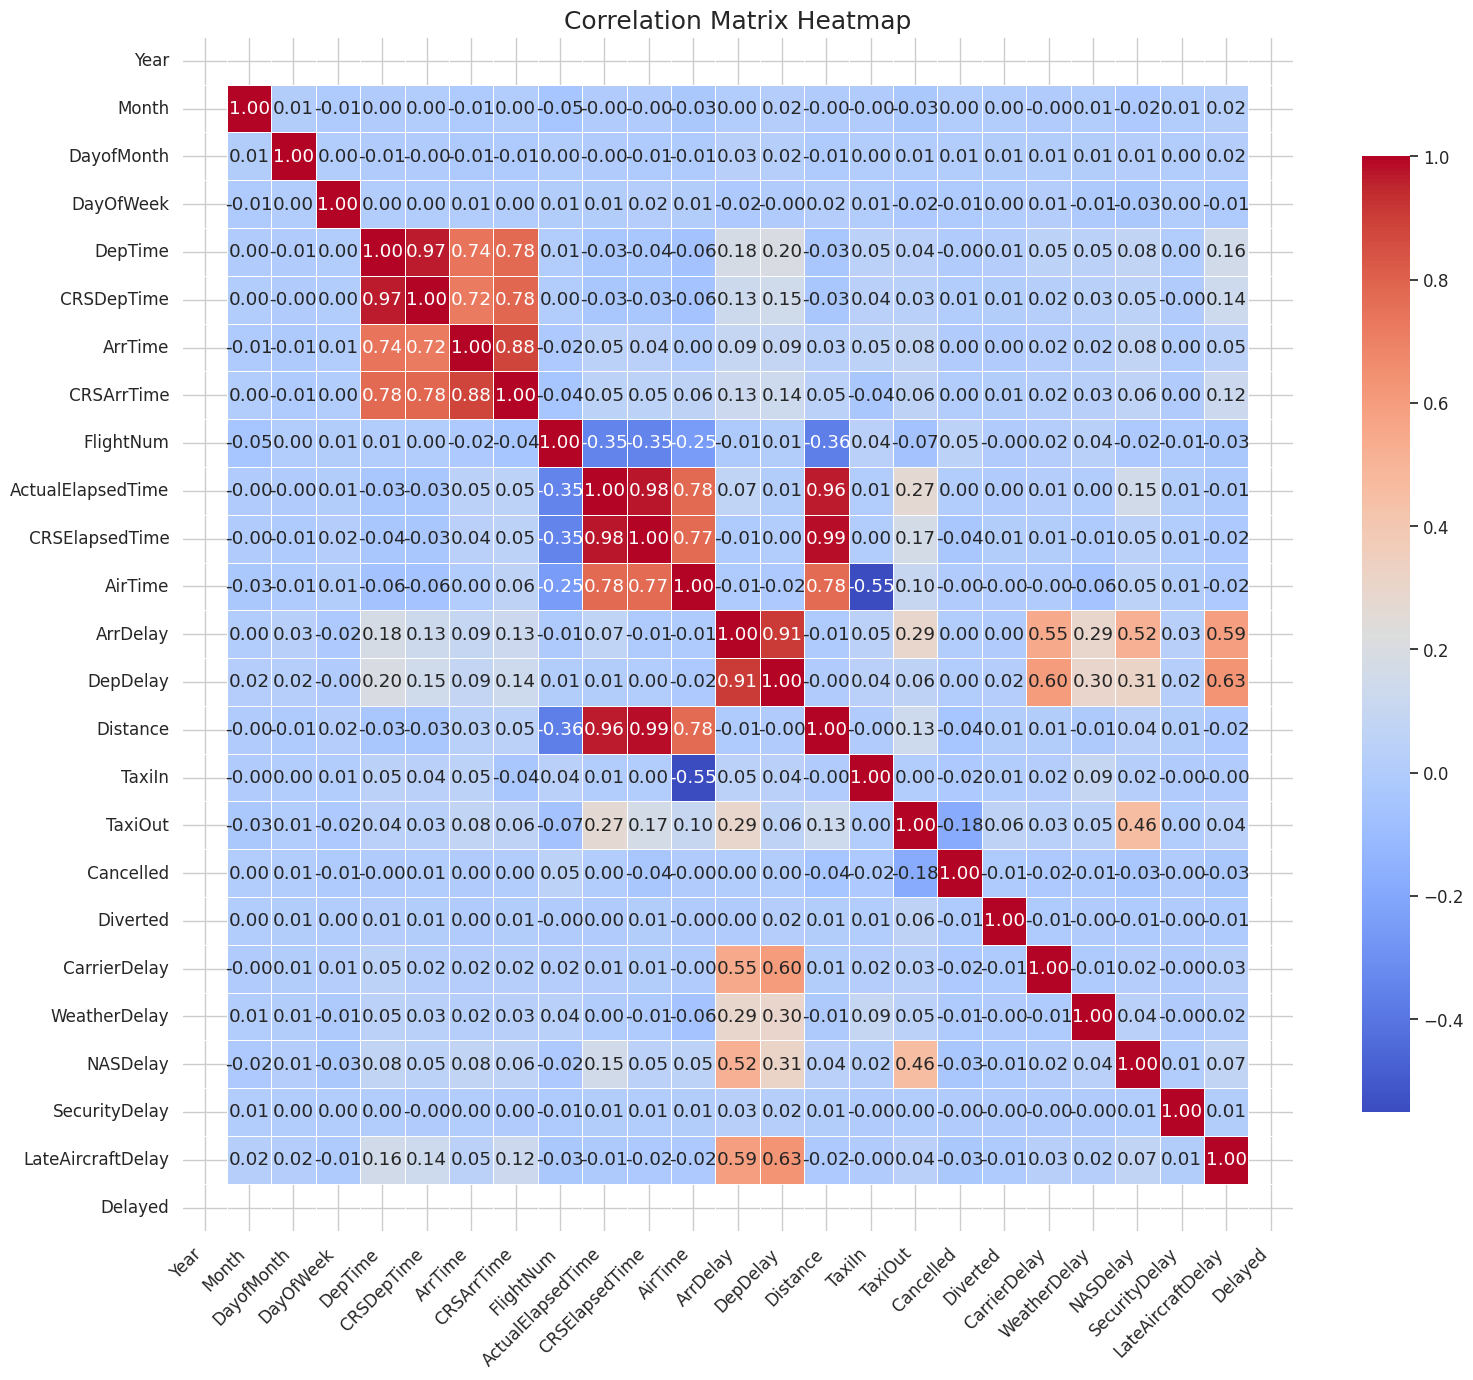 Correlation Matrix Heatmap
Year
Month 1.00 0.01 -0.01 0.00 0.00 -0.01 0.00 -0.05 -0.00 -0.00 -0.03 0.00 0.02 -0.00 -0.00 -0.03 0.00 0.00 -0.00 0.01 -0.02 0.01 0.02
DayofMonth 0.01 1.00 0.00 -0.01 -0.00 -0.01 -0.01 0.00 -0.00 -0.01 -0.01 0.03 0.02 -0.01 0.00 0.01 0.01 0.01 0.01 0.01 0.01 0.00 0.02
DayOfWeek -0.01 0.00 1.00 0.00 0.00 0.01 0.00 0.01 0.01 0.02 0.01 -0.02 -0.00 0.02 0.01 -0.02 -0.01 0.00 0.01 -0.01 -0.03 0.00 -0.01
DepTime 0.00 -0.01 0.00 1.00 0.97 0.74 0.78 0.01 -0.03 -0.04 -0.06 0.18 0.20 -0.03 0.05 0.04 -0.00 0.01 0.05 0.05 0.08 0.00 0.16
CRSDepTime 0.00 -0.00 0.00 0.97 1.00 0.72 0.78 0.00 -0.03 -0.03 -0.06 0.13 0.15 -0.03 0.04 0.03 0.01 0.01 0.02 0.03 0.05 -0.00 0.14
ArrTime -0.01 -0.01 0.01 0.74 0.72 1.00 0.88 -0.02 0.05 0.04 0.00 0.09 0.09 0.03 0.05 0.08 0.00 0.00 0.02 0.02 0.08 0.00 0.05
CRSArrTime 0.00 -0.01 0.00 0.78 0.78 0.88 1.00 -0.04 0.05 0.05 0.06 0.13 0.14 0.05 -0.04 0.06 0.00 0.01 0.02 0.03 0.06 0.00 0.12
FlightNum -0.05 0.00 0.01 0.01 0.00 -0.02 -0.04 1.00 -0.35 -0.35 -0.25 -0.01 0.01 -0.36 0.04 -0.07 0.05 -0.00 0.02 0.04 -0.02 -0.01 -0.03
ActualElapsedTime -0.00 -0.00 0.01 -0.03 -0.03 0.05 0.05 -0.35 1.00 0.98 0.78 0.07 0.01 0.96 0.01 0.27 0.00 0.00 0.01 0.00 0.15 0.01 -0.01
CRSElapsedTime -0.00 -0.01 0.02 -0.04 -0.03 0.04 0.05 -0.35 0.98 1.00 0.77 -0.01 0.00 0.99 0.00 0.17 -0.04 0.01 0.01 -0.01 0.05 0.01 -0.02
AirTime -0.03 -0.01 0.01 -0.06 -0.06 0.00 0.06 -0.25 0.78 0.77 1.00 -0.01 -0.02 0.78 -0.55 0.10 -0.00 -0.00 -0.00 -0.06 0.05 0.01 -0.02
ArrDelay 0.00 0.03 -0.02 0.18 0.13 0.09 0.13 -0.01 0.07 -0.01 -0.01 1.00 0.91 -0.01 0.05 0.29 0.00 0.00 0.55 0.29 0.52 0.03 0.59
DepDelay 0.02 0.02 -0.00 0.20 0.15 0.09 0.14 0.01 0.01 0.00 -0.02 0.91 1.00 -0.00 0.04 0.06 0.00 0.02 0.60 0.30 0.31 0.02 0.63
Distance -0.00 -0.01 0.02 -0.03 -0.03 0.03 0.05 -0.36 0.96 0.99 0.78 -0.01 -0.00 1.00 -0.00 0.13 -0.04 0.01 0.01 -0.01 0.04 0.01 -0.02
TaxiIn -0.00 0.00 0.01 0.05 0.04 0.05 -0.04 0.04 0.01 0.00 -0.55 0.05 0.04 -0.00 1.00 0.00 -0.02 0.01 0.02 0.09 0.02 -0.00 -0.00
TaxiOut -0.03 0.01 -0.02 0.04 0.03 0.08 0.06 -0.07 0.27 0.17 0.10 0.29 0.06 0.13 0.00 1.00 -0.18 0.06 0.03 0.05 0.46 0.00 0.04
Cancelled 0.00 0.01 -0.01 -0.00 0.01 0.00 0.00 0.05 0.00 -0.04 -0.00 0.00 0.00 -0.04 -0.02 -0.18 1.00 -0.01 -0.02 -0.01 -0.03 -0.00 -0.03
Diverted 0.00 0.01 0.00 0.01 0.01 0.00 0.01 -0.00 0.00 0.01 -0.00 0.00 0.02 0.01 0.01 0.06 -0.01 1.00 -0.01 -0.00 -0.01 -0.00 -0.01
CarrierDelay -0.00 0.01 0.01 0.05 0.02 0.02 0.02 0.02 0.01 0.01 -0.00 0.55 0.60 0.01 0.02 0.03 -0.02 -0.01 1.00 -0.01 0.02 -0.00 0.03
WeatherDelay 0.01 0.01 -0.01 0.05 0.03 0.02 0.03 0.04 0.00 -0.01 -0.06 0.29 0.30 -0.01 0.09 0.05 -0.01 -0.00 -0.01 1.00 0.04 -0.00 0.02
NASDelay -0.02 0.01 -0.03 0.08 0.05 0.08 0.06 -0.02 0.15 0.05 0.05 0.52 0.31 0.04 0.02 0.46 -0.03 -0.01 0.02 0.04 1.00 0.01 0.07
SecurityDelay 0.01 0.00 0.00 0.00 -0.00 0.00 0.00 -0.01 0.01 0.01 0.01 0.03 0.02 0.01 -0.00 0.00 -0.00 -0.00 -0.00 -0.00 0.01 1.00 0.01
LateAircraftDelay 0.02 0.02 -0.01 0.16 0.14 0.05 0.12 -0.03 -0.01 -0.02 -0.02 0.59 0.63 -0.02 -0.00 0.04 -0.03 -0.01 0.03 0.02 0.07 0.01 1.00
Delayed
Year Month DayofMonth DayOfWeek DepTime CRSDepTime ArrTime CRSArrTime FlightNum ActualElapsedTime CRSElapsedTime AirTime ArrDelay DepDelay Distance TaxiIn TaxiOut Cancelled Diverted CarrierDelay WeatherDelay NASDelay SecurityDelay LateAircraftDelay Delayed
1.0
0.8
0.6
0.4
0.2
0.0
−0.2
−0.4